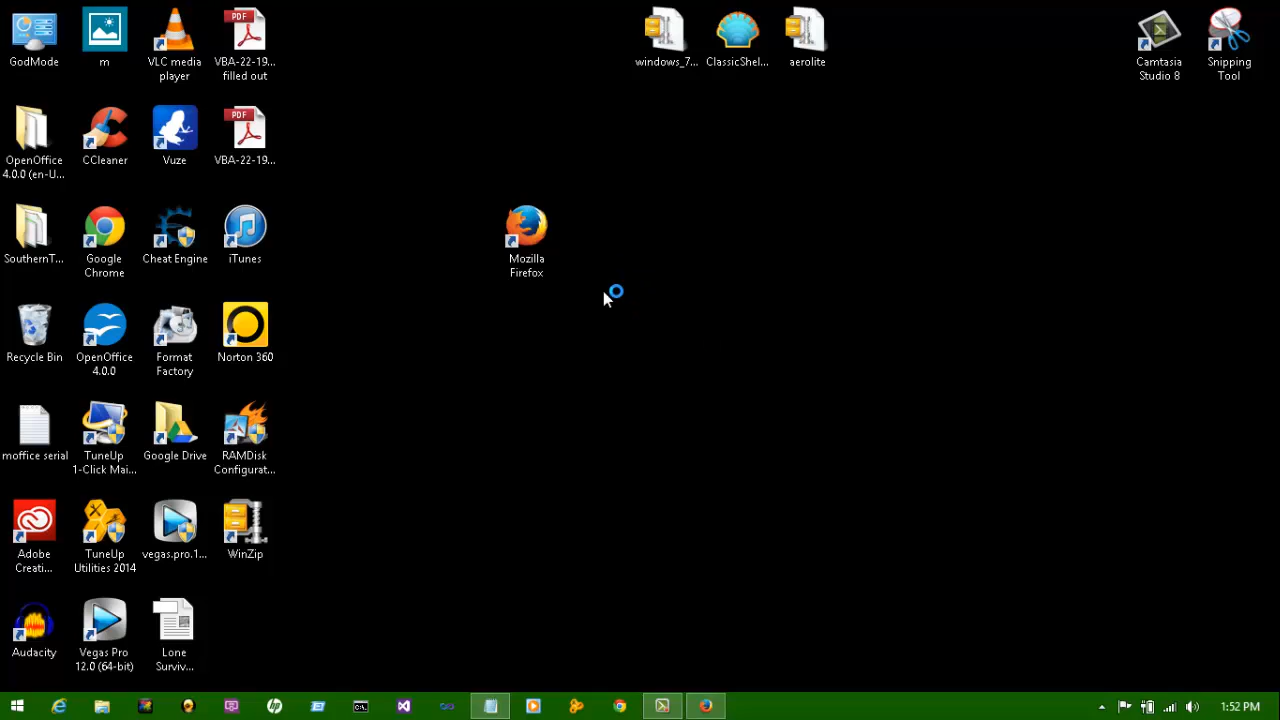 GodMode
m
VLC media
player
PDF
VBA-22-19...
filled out
windows_7...
ClassicShel...
aerolite
Camtasia
Studio 8
Snipping
Tool
OpenOffice
4.0.0 (en-U...
CCleaner
Vuze
PDF
VBA-22-19...
SouthernT...
Google
Chrome
Cheat Engine
iTunes
Mozilla
Firefox
Recycle Bin
OpenOffice
4.0.0
Format
Factory
Norton 360
moffice serial
TuneUp
1-Click Mai...
Google Drive
RAMDisk
Configurat...
Adobe
Creati...
TuneUp
Utilities 2014
vegas.pro.1...
WinZip
Audacity
Vegas Pro
12.0 (64-bit)
Lone
Surviv...
1:52 PM